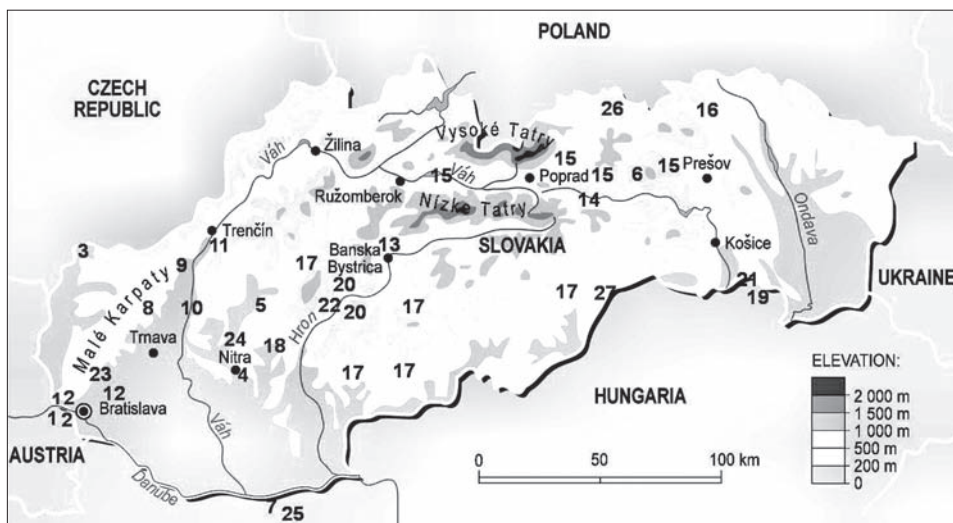 POLAND
CZECH
REPUBLIC
26
16
Vysoké Tatry
Váh
Žilina
15
15
Váh
Poprad
15
6
15
Prešov
Ružomberok
Nízke Tatry
14
Ondava
Trenčín
11
13
SLOVAKIA
Košice
3
9
17
Banska
Bystrica
UKRAINE
Malé Karpaty
20
21
19
8
10
5
22
20
17
17
27
Hron
Trnava
24
18
Nitra
4
17
17
ELEVATION:
2 000 m
1 500 m
1 000 m
500 m
200 m
0
23
12
12
12
Bratislava
HUNGARIA
AUSTRIA
Váh
Danube
0 50 100 km
7
25